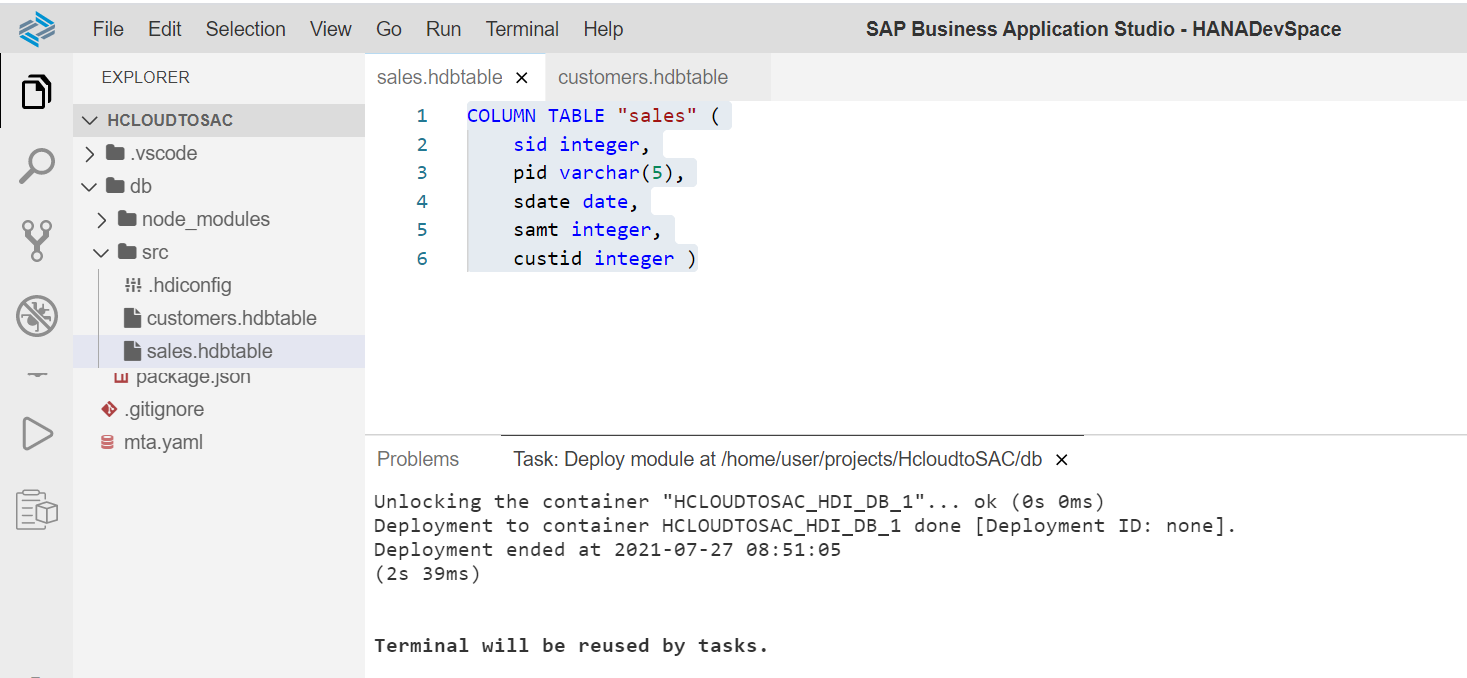 File Edit Selection View Go Run Terminal Help SAP Business Application Studio - HANADevSpace
EXPLORER
HCLOUDTOSAC
.vscode
db
node_modules
src
.hdiconfig
customers.hdbtable
sales.hdbtable
package.json
.gitignore
mta.yaml
sales.hdbtable × customers.hdbtable
1 COLUMN TABLE "sales" (
2 sid integer,
3 pid varchar(5),
4 sdate date,
5 samt integer,
6 custid integer )
Problems Task: Deploy module at /home/user/projects/HcloudtoSAC/db ×
Unlocking the container "HCLOUDTOSAC_HDI_DB_1"... ok (0s 0ms)
Deployment to container HCLOUDTOSAC_HDI_DB_1 done [Deployment ID: none].
Deployment ended at 2021-07-27 08:51:05
(2s 39ms)
Terminal will be reused by tasks.